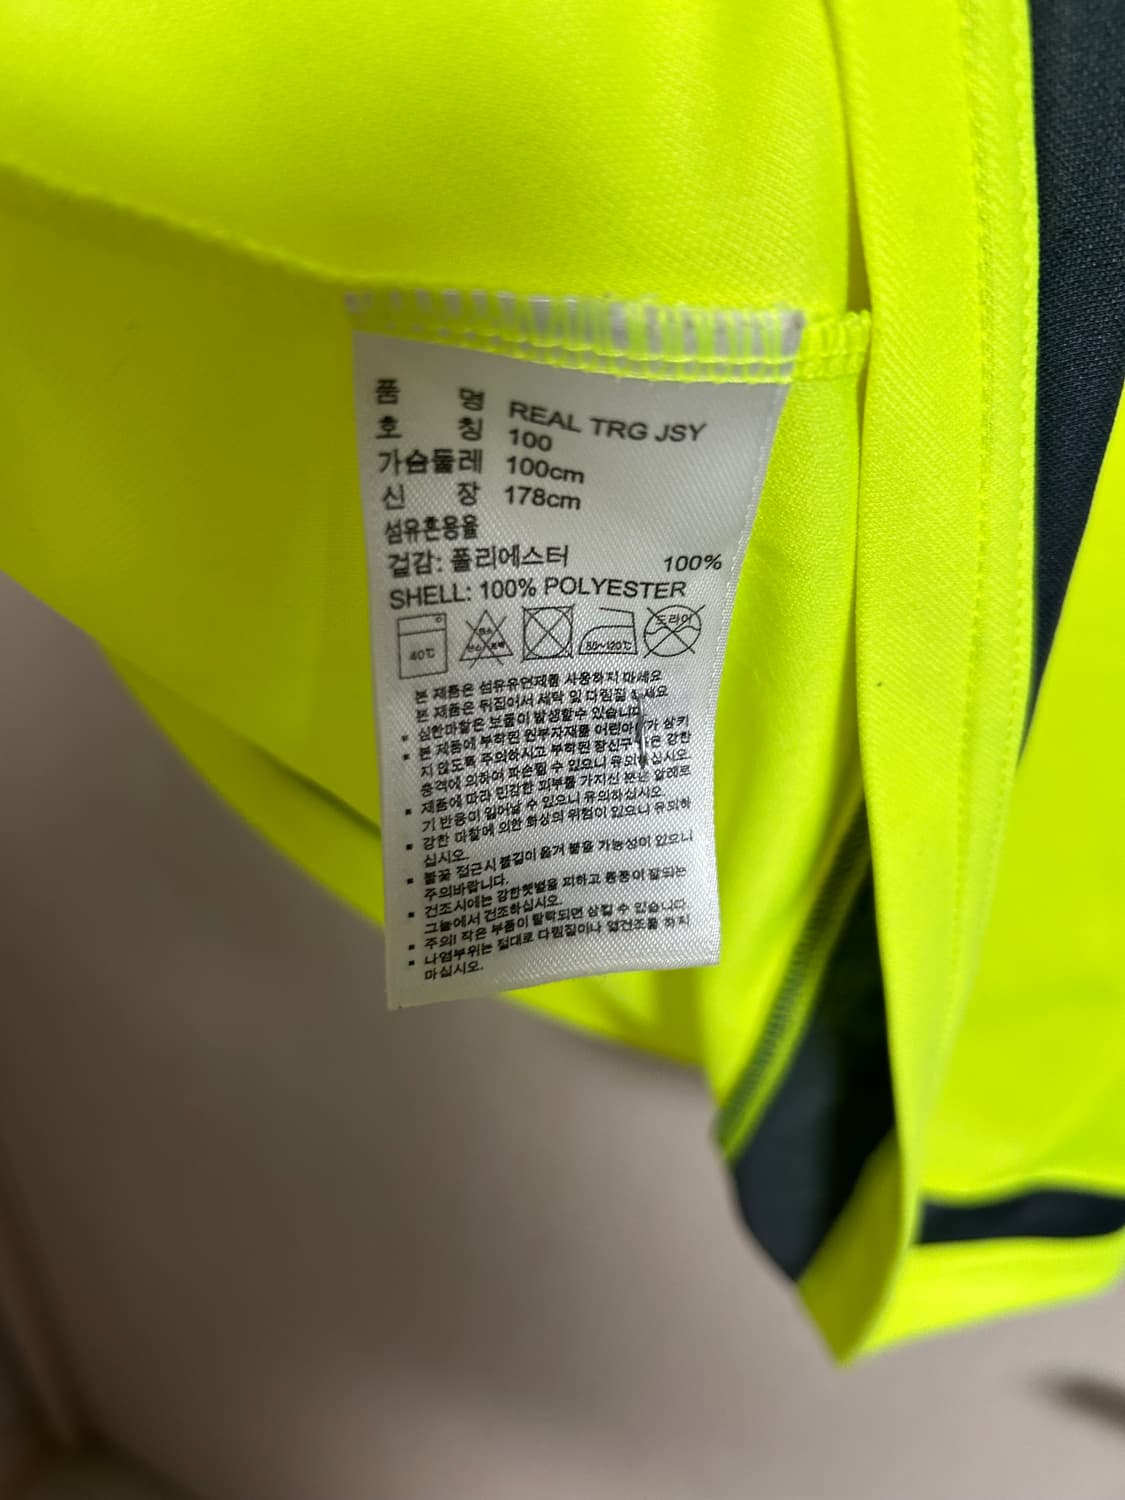 품 명 REAL TRG JSY
호 칭 100
가슴둘레 100cm
신 장 178cm
섬유혼용율
겉감: 폴리에스터 100%
SHELL: 100% POLYESTER
40℃ 80~120℃ 드라이
본 제품은 섬유유연제를 사용하지 마세요
본 제품은 뒤집어서 세탁 및 다림질 하세요
▪ 심한마찰은 보풀이 발생할수 있습니다
▪ 본 제품에 부착된 원부자재를 어린아이가 삼키
지 않도록 주의하시고 부착된 장신구 강한
충격에 의하여 파손될 수 있으니 유의하십시오
▪ 제품에 따라 민감한 피부를 가지신 분은 알레르
기 반응이 일어날 수 있으니 유의하십시오.
▪ 강한 마찰에 의한 화상의 위험이 있으니 유의하
십시오.
▪ 불꽃 접근시 불길이 옮겨 붙을 가능성이 있으니
주의바랍니다.
▪ 건조시에는 강한햇볕을 피하고 통풍이 잘되는
그늘에서 건조하십시오.
▪ 주의! 작은 부품이 탈락되면 삼킬 수 있습니다
▪ 나염부위는 절대로 다림질이나 열건조를 하지
마십시오.